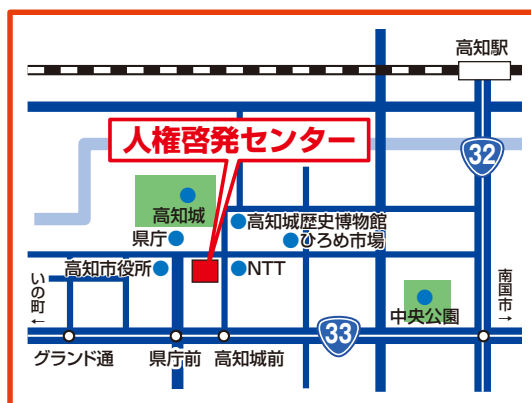 高知駅
人権啓発センター
32
高知城
高知城歴史博物館
県庁
ひろめ市場
高知市役所
NTT
いの町←
南国市→
中央公園
33
グランド通
県庁前
高知城前